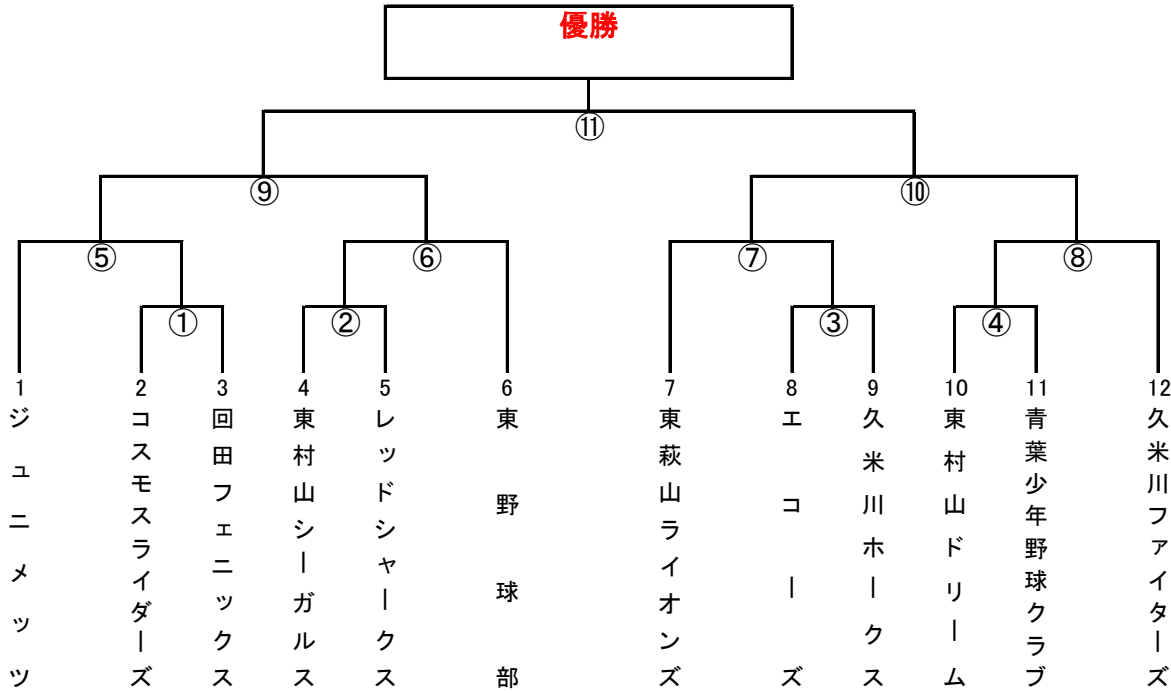 優勝
⑪
⑨
⑩
⑤
⑥
⑦
⑧
①
②
③
④
1
2
3
4
5
6
7
8
9
10
11
12
ジュニメッツ
コスモスライダーズ
回田フェニックス
東村山シーガルス
レッドシャークス
東野球部
東萩山ライオンズ
エコーズ
久米川ホークス
東村山ドリーム
青葉少年野球クラブ
久米川ファイターズ